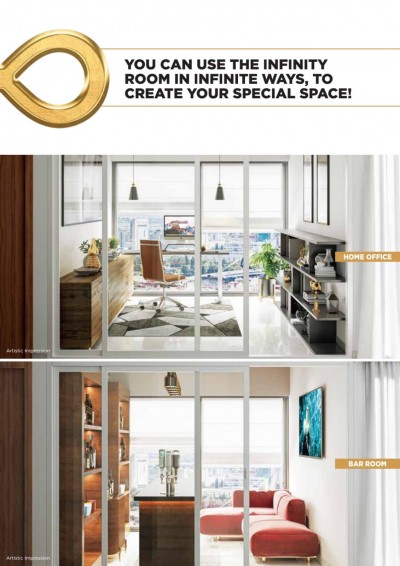 YOU CAN USE THE INFINITY
ROOM IN INFINITE WAYS, TO
CREATE YOUR SPECIAL SPACE!
HOME OFFICE
Artistic Impression
BAR ROOM
Artistic Impression